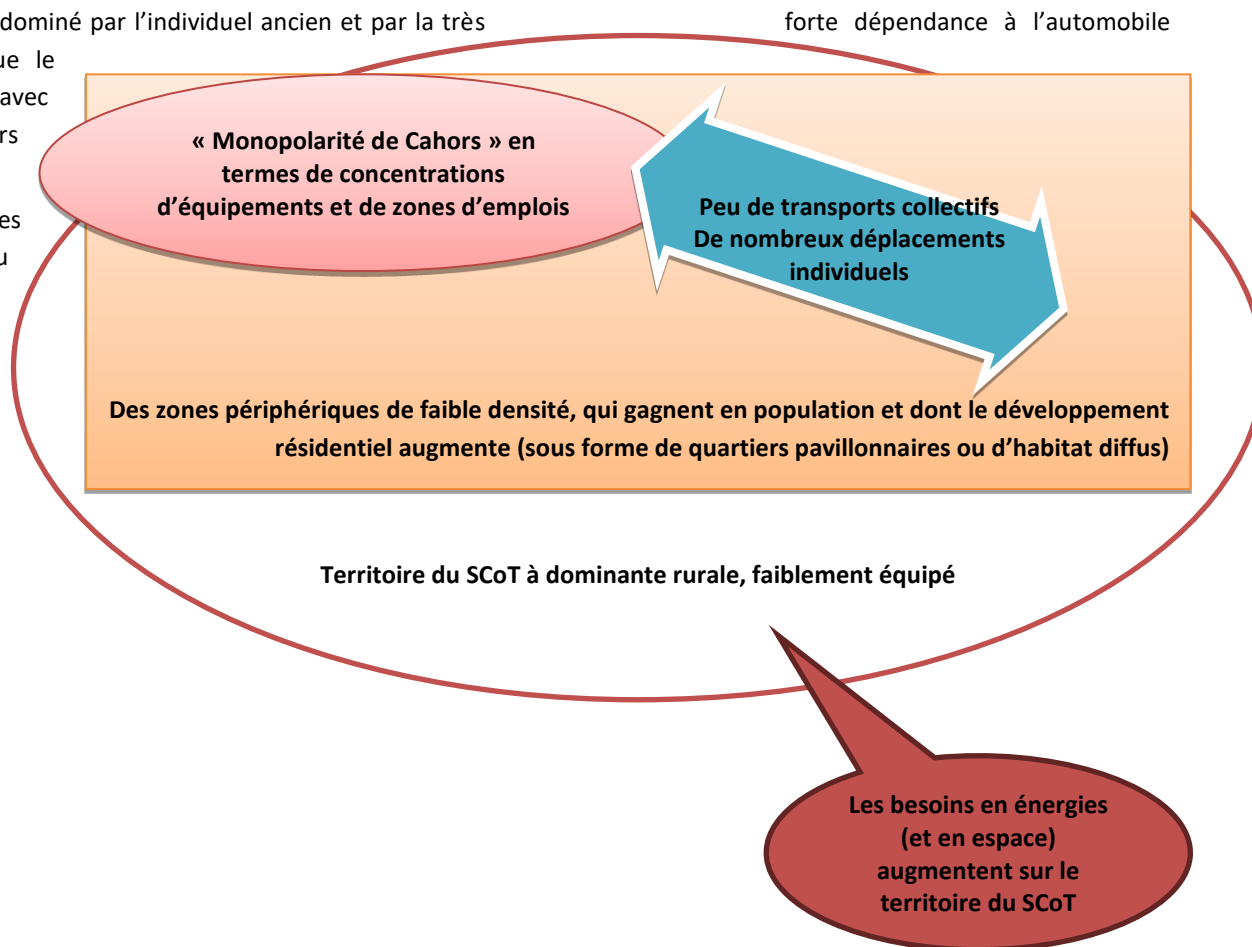 dominé par l’individuel ancien et par la très forte dépendance à l’automobile
le
avec
« Monopolarité de Cahors » en
termes de concentrations
d’équipements et de zones d’emplois
Peu de transports collectifs
De nombreux déplacements
individuels
Des zones périphériques de faible densité, qui gagnent en population et dont le développement
résidentiel augmente (sous forme de quartiers pavillonnaires ou d’habitat diffus)
Territoire du SCoT à dominante rurale, faiblement équipé
Les besoins en énergies
(et en espace)
augmentent sur le
territoire du SCoT